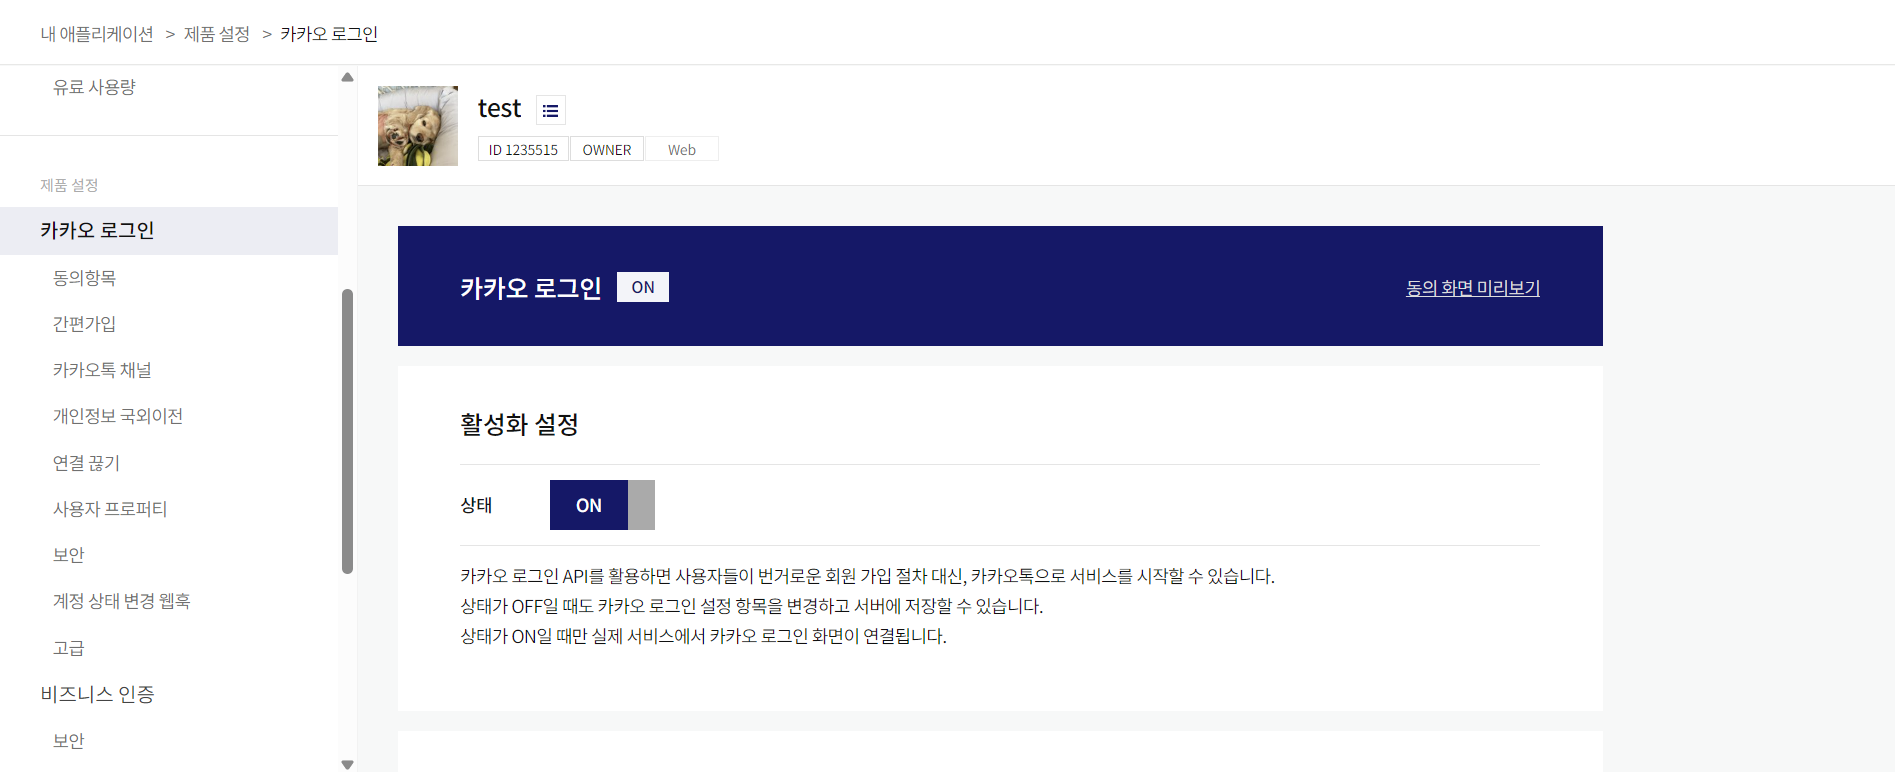 내 애플리케이션 > 제품 설정 > 카카오 로그인
유료 사용량
제품 설정
카카오 로그인
동의항목
간편가입
카카오톡 채널
개인정보 국외이전
연결 끊기
사용자 프로퍼티
보안
계정 상태 변경 웹훅
고급
비즈니스 인증
보안
test
ID 1235515 OWNER Web
카카오 로그인 ON 동의 화면 미리보기
활성화 설정
상태 ON
카카오 로그인 API를 활용하면 사용자들이 번거로운 회원 가입 절차 대신, 카카오톡으로 서비스를 시작할 수 있습니다.
상태가 OFF일 때도 카카오 로그인 설정 항목을 변경하고 서버에 저장할 수 있습니다.
상태가 ON일 때만 실제 서비스에서 카카오 로그인 화면이 연결됩니다.